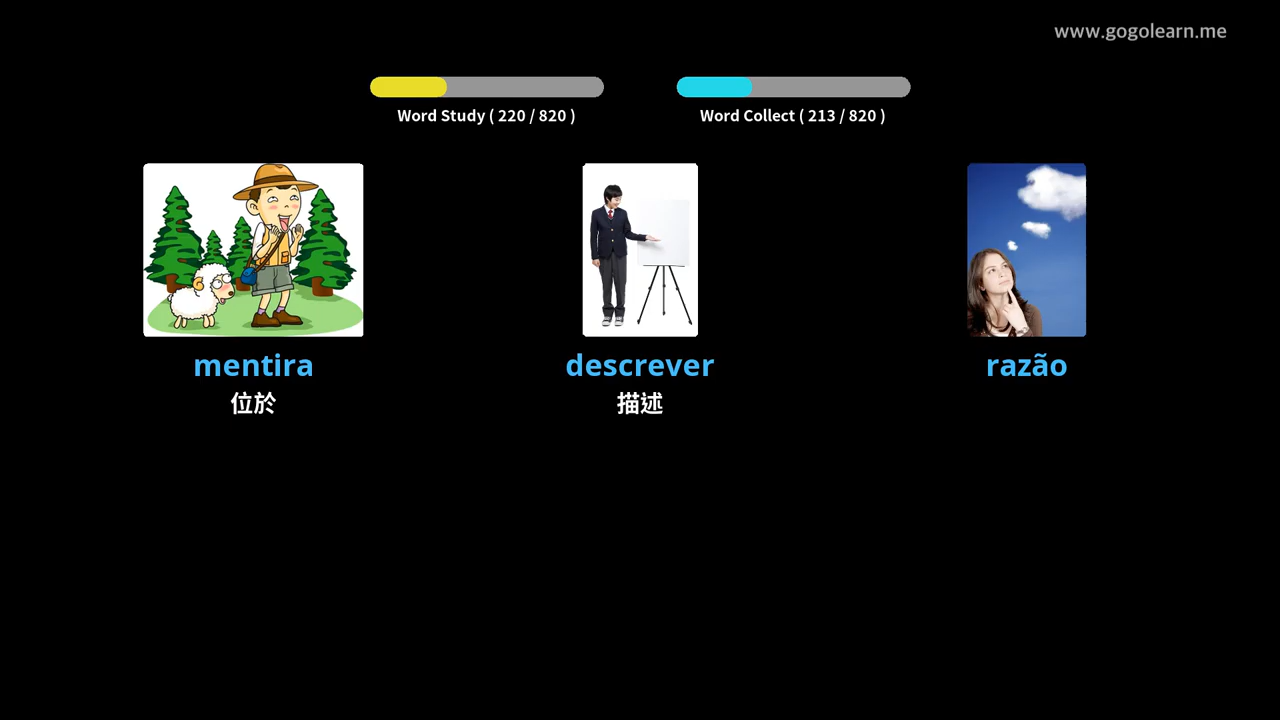 www.gogolearn.me
Word Study ( 220 / 820 )
Word Collect ( 213 / 820 )
mentira
descrever
razão
位於
描述